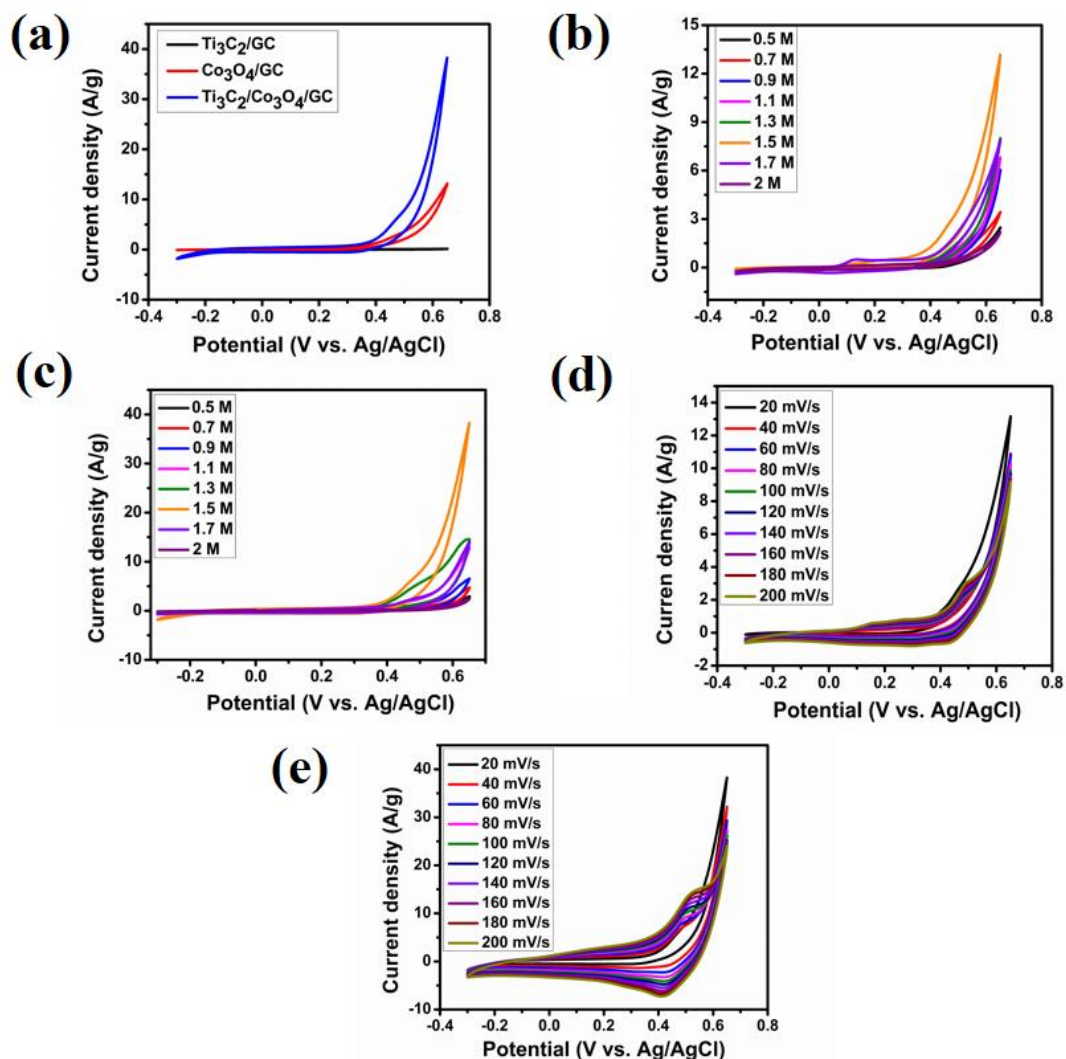 (a)
Ti₃C₂/GC
Co₃O₄/GC
Ti₃C₂/Co₃O₄/GC
Current density (A/g)
40
30
20
10
0
-10
-0.4 -0.2 0.0 0.2 0.4 0.6 0.8
Potential (V vs. Ag/AgCl)
(b)
0.5 M
0.7 M
0.9 M
1.1 M
1.3 M
1.5 M
1.7 M
2 M
Current density (A/g)
15
12
9
6
3
0
-0.4 -0.2 0.0 0.2 0.4 0.6 0.8
Potential (V vs. Ag/AgCl)
(c)
0.5 M
0.7 M
0.9 M
1.1 M
1.3 M
1.5 M
1.7 M
2 M
Current density (A/g)
40
30
20
10
0
-10
-0.2 0.0 0.2 0.4 0.6
Potential (V vs. Ag/AgCl)
(d)
20 mV/s
40 mV/s
60 mV/s
80 mV/s
100 mV/s
120 mV/s
140 mV/s
160 mV/s
180 mV/s
200 mV/s
Curren density (A/g)
14
12
10
8
6
4
2
0
-2
-0.4 -0.2 0.0 0.2 0.4 0.6 0.8
Potential (V vs. Ag/AgCl)
(e)
20 mV/s
40 mV/s
60 mV/s
80 mV/s
100 mV/s
120 mV/s
140 mV/s
160 mV/s
180 mV/s
200 mV/s
Current density (A/g)
40
30
20
10
0
-10
-0.4 -0.2 0.0 0.2 0.4 0.6 0.8
Potential (V vs. Ag/AgCl)